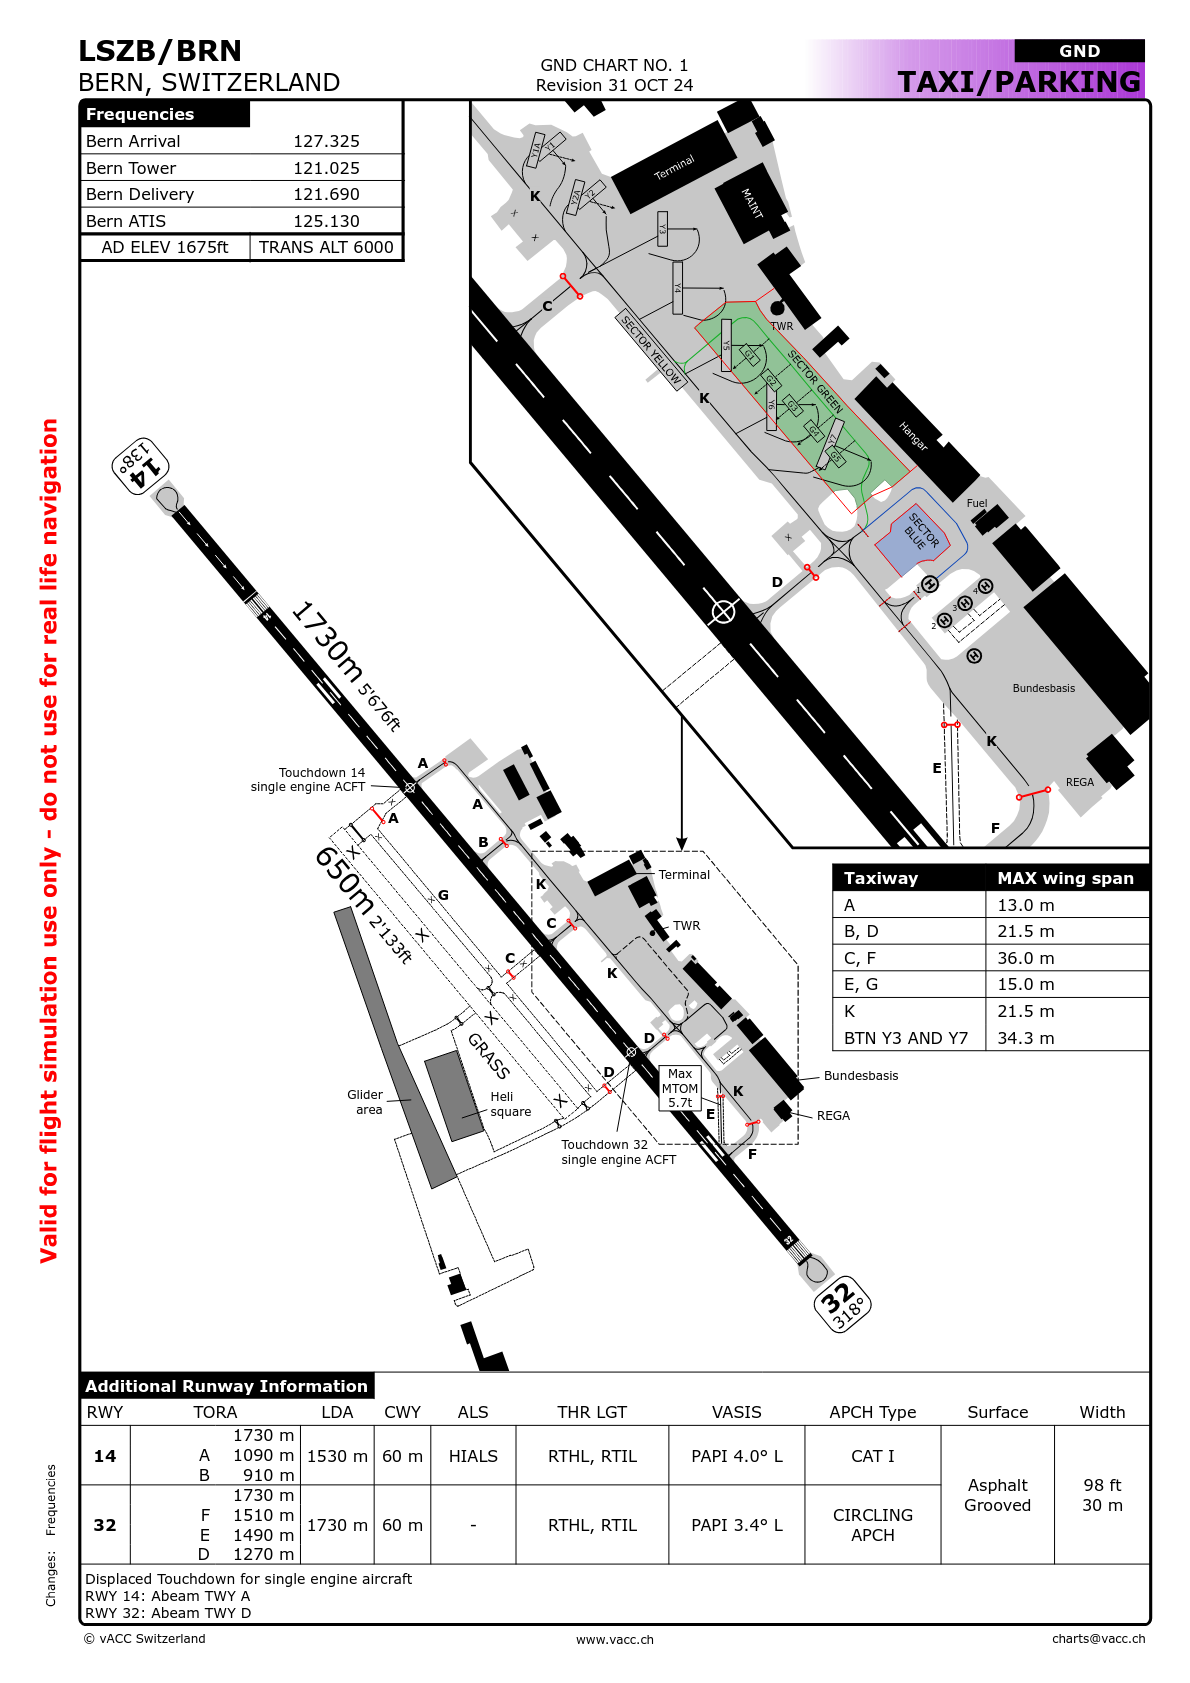 LSZB/BRN
BERN, SWITZERLAND
GND CHART NO. 1
Revision 31 OCT 24
GND
TAXI/PARKING
Frequencies
Bern Arrival 127.325
Bern Tower 121.025
Bern Delivery 121.690
Bern ATIS 125.130
AD ELEV 1675ft TRANS ALT 6000
Y1A
Y1
Y2A
Y2
K
Terminal
MAINT
Y3
Y4
C
TWR
SECTOR YELLOW
Y5
G1
SECTOR GREEN
G2
K
Y6
G3
G4
Y7
G5
Hangar
Fuel
SECTOR
BLUE
D
1
H
4
H
3
H
2
H
H
Bundesbasis
K
E
REGA
F
Valid for flight simulation use only – do not use for real life navigation
14
138°
14
1730m 5'676ft
Touchdown 14
single engine ACFT
A
A
A
B
K
650m 2'133ft
G
C
C
Terminal
TWR
K
GRASS
D
D
Max
MTOM
5.7t
K
E
F
Bundesbasis
REGA
Glider
area
Heli
square
Touchdown 32
single engine ACFT
32
32
318°
Taxiway MAX wing span
A 13.0 m
B, D 21.5 m
C, F 36.0 m
E, G 15.0 m
K 21.5 m
BTN Y3 AND Y7 34.3 m
Additional Runway Information
RWY TORA LDA CWY ALS THR LGT VASIS APCH Type Surface Width
14
1730 m
A 1090 m
B 910 m
1530 m 60 m HIALS RTHL, RTIL PAPI 4.0° L CAT I
32
1730 m
F 1510 m
E 1490 m
D 1270 m
1730 m 60 m - RTHL, RTIL PAPI 3.4° L CIRCLING
APCH
Asphalt
Grooved
98 ft
30 m
Displaced Touchdown for single engine aircraft
RWY 14: Abeam TWY A
RWY 32: Abeam TWY D
Changes: Frequencies
© vACC Switzerland
www.vacc.ch
charts@vacc.ch